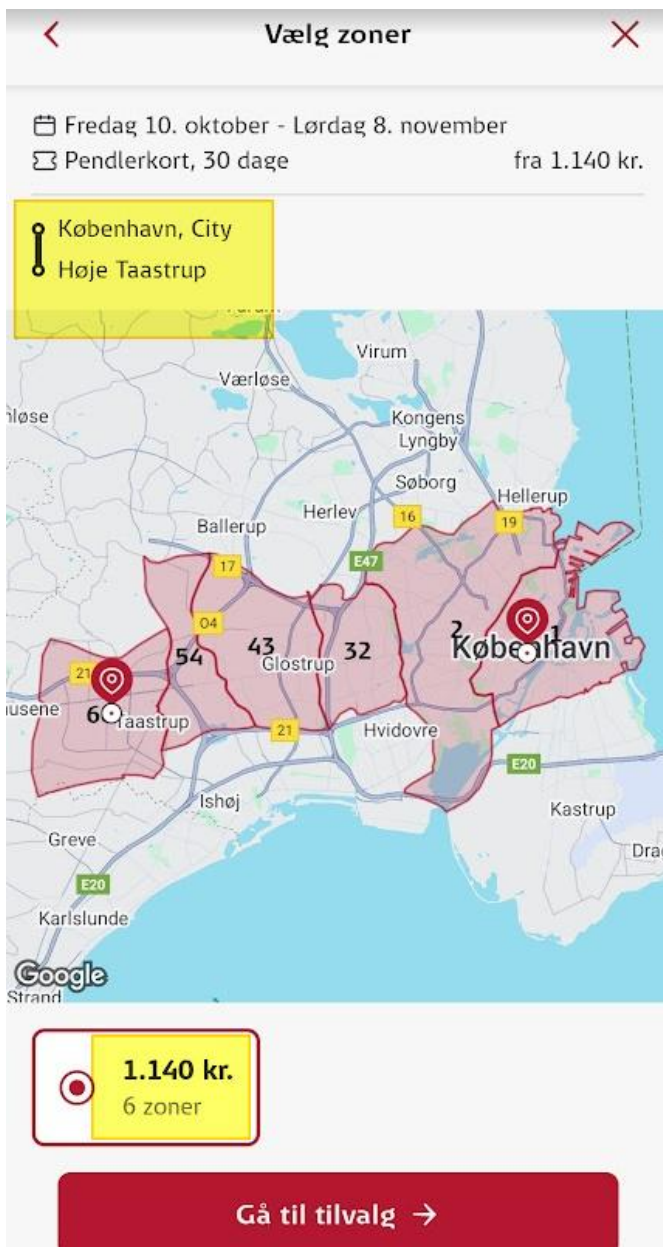 Vælg zoner
Fredag 10. oktober - Lørdag 8. november
Pendlerkort, 30 dage fra 1.140 kr.
København, City
Høje Taastrup
Virum
Værløse
Kongens
Lyngby
Søborg
Hellerup
Herlev
16
19
Ballerup
17
E47
04
2
1
54
43
32
København
Glostrup
21
6
Taastrup
21
Hvidovre
E20
Ishøj
Kastrup
Greve
E20
Karlslunde
Google
Strand
1.140 kr.
6 zoner
Gå til tilvalg →